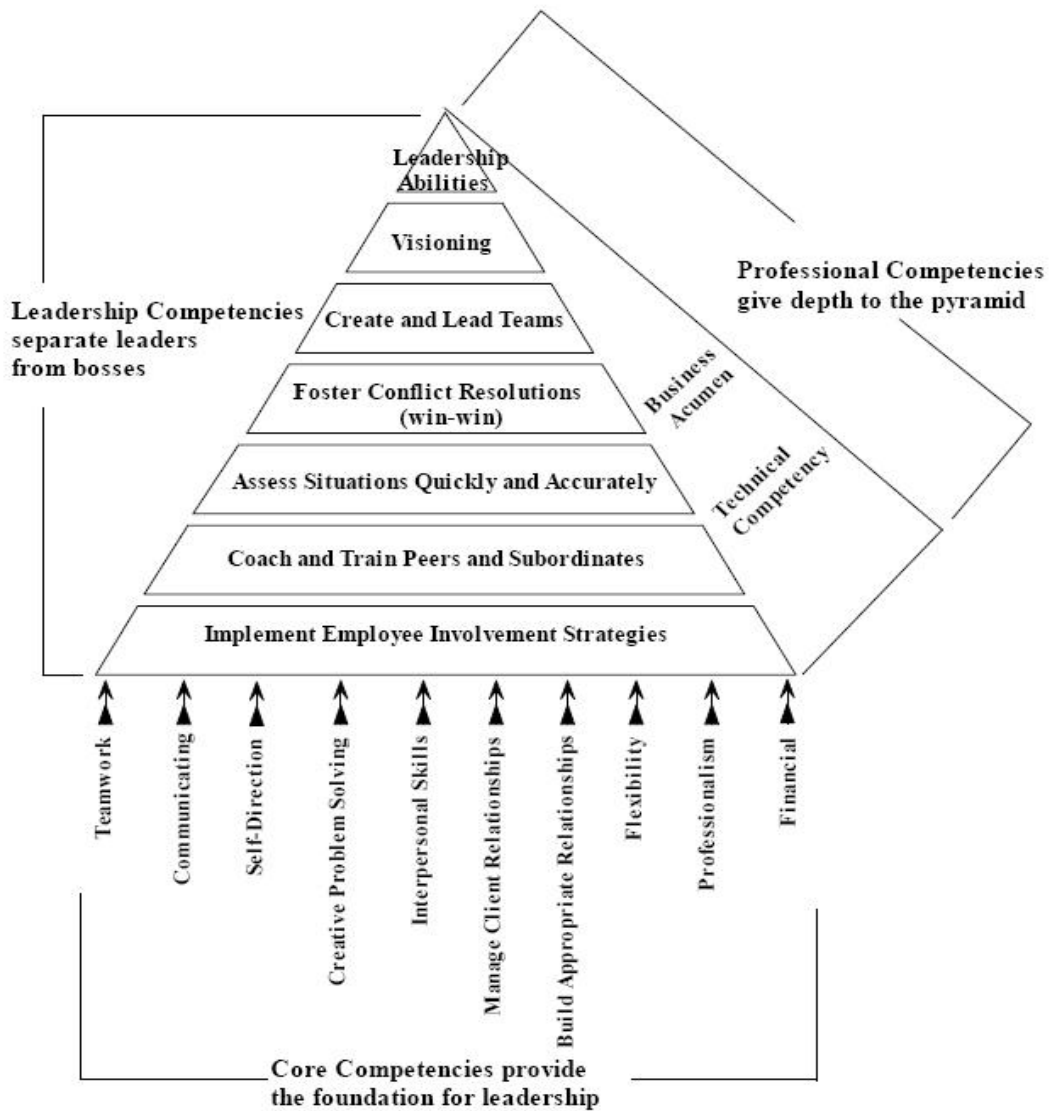 Leadership
Abilities
Visioning
Create and Lead Teams
Foster Conflict Resolutions
(win-win)
Assess Situations Quickly and Accurately
Coach and Train Peers and Subordinates
Implement Employee Involvement Strategies
Leadership Competencies
separate leaders
from bosses
Professional Competencies
give depth to the pyramid
Business
Acumen
Technical
Competency
Teamwork
Communicating
Self-Direction
Creative Problem Solving
Interpersonal Skills
Manage Client Relationships
Build Appropriate Relationships
Flexibility
Professionalism
Financial
Core Competencies provide
the foundation for leadership